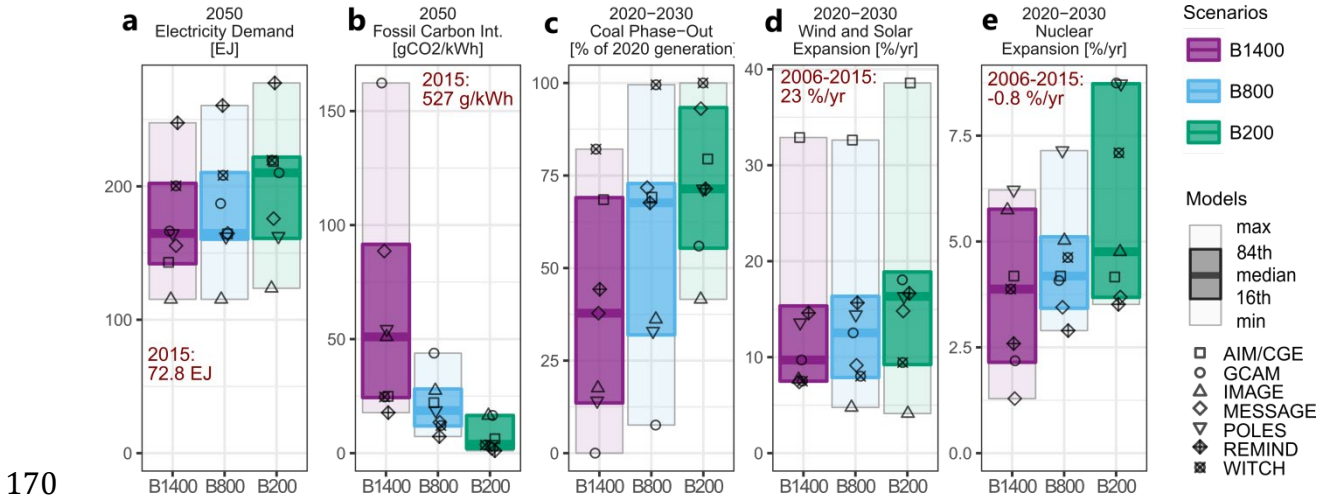 a
2050
Electricity Demand
[EJ]
200
100
0
2015:
72.8 EJ
B1400 B800 B200
b
2050
Fossil Carbon Int.
[gCO2/kWh]
150
100
50
0
2015:
527 g/kWh
B1400 B800 B200
c
2020−2030
Coal Phase-Out
[% of 2020 generation]
100
75
50
25
0
B1400 B800 B200
d
2020−2030
Wind and Solar
Expansion [%/yr]
40
30
20
10
0
2006-2015:
23 %/yr
B1400 B800 B200
e
2020−2030
Nuclear
Expansion [%/yr]
7.5
5.0
2.5
0.0
2006-2015:
-0.8 %/yr
B1400 B800 B200
Scenarios
B1400
B800
B200
Models
max
84th
median
16th
min
AIM/CGE
GCAM
IMAGE
MESSAGE
POLES
REMIND
WITCH
170